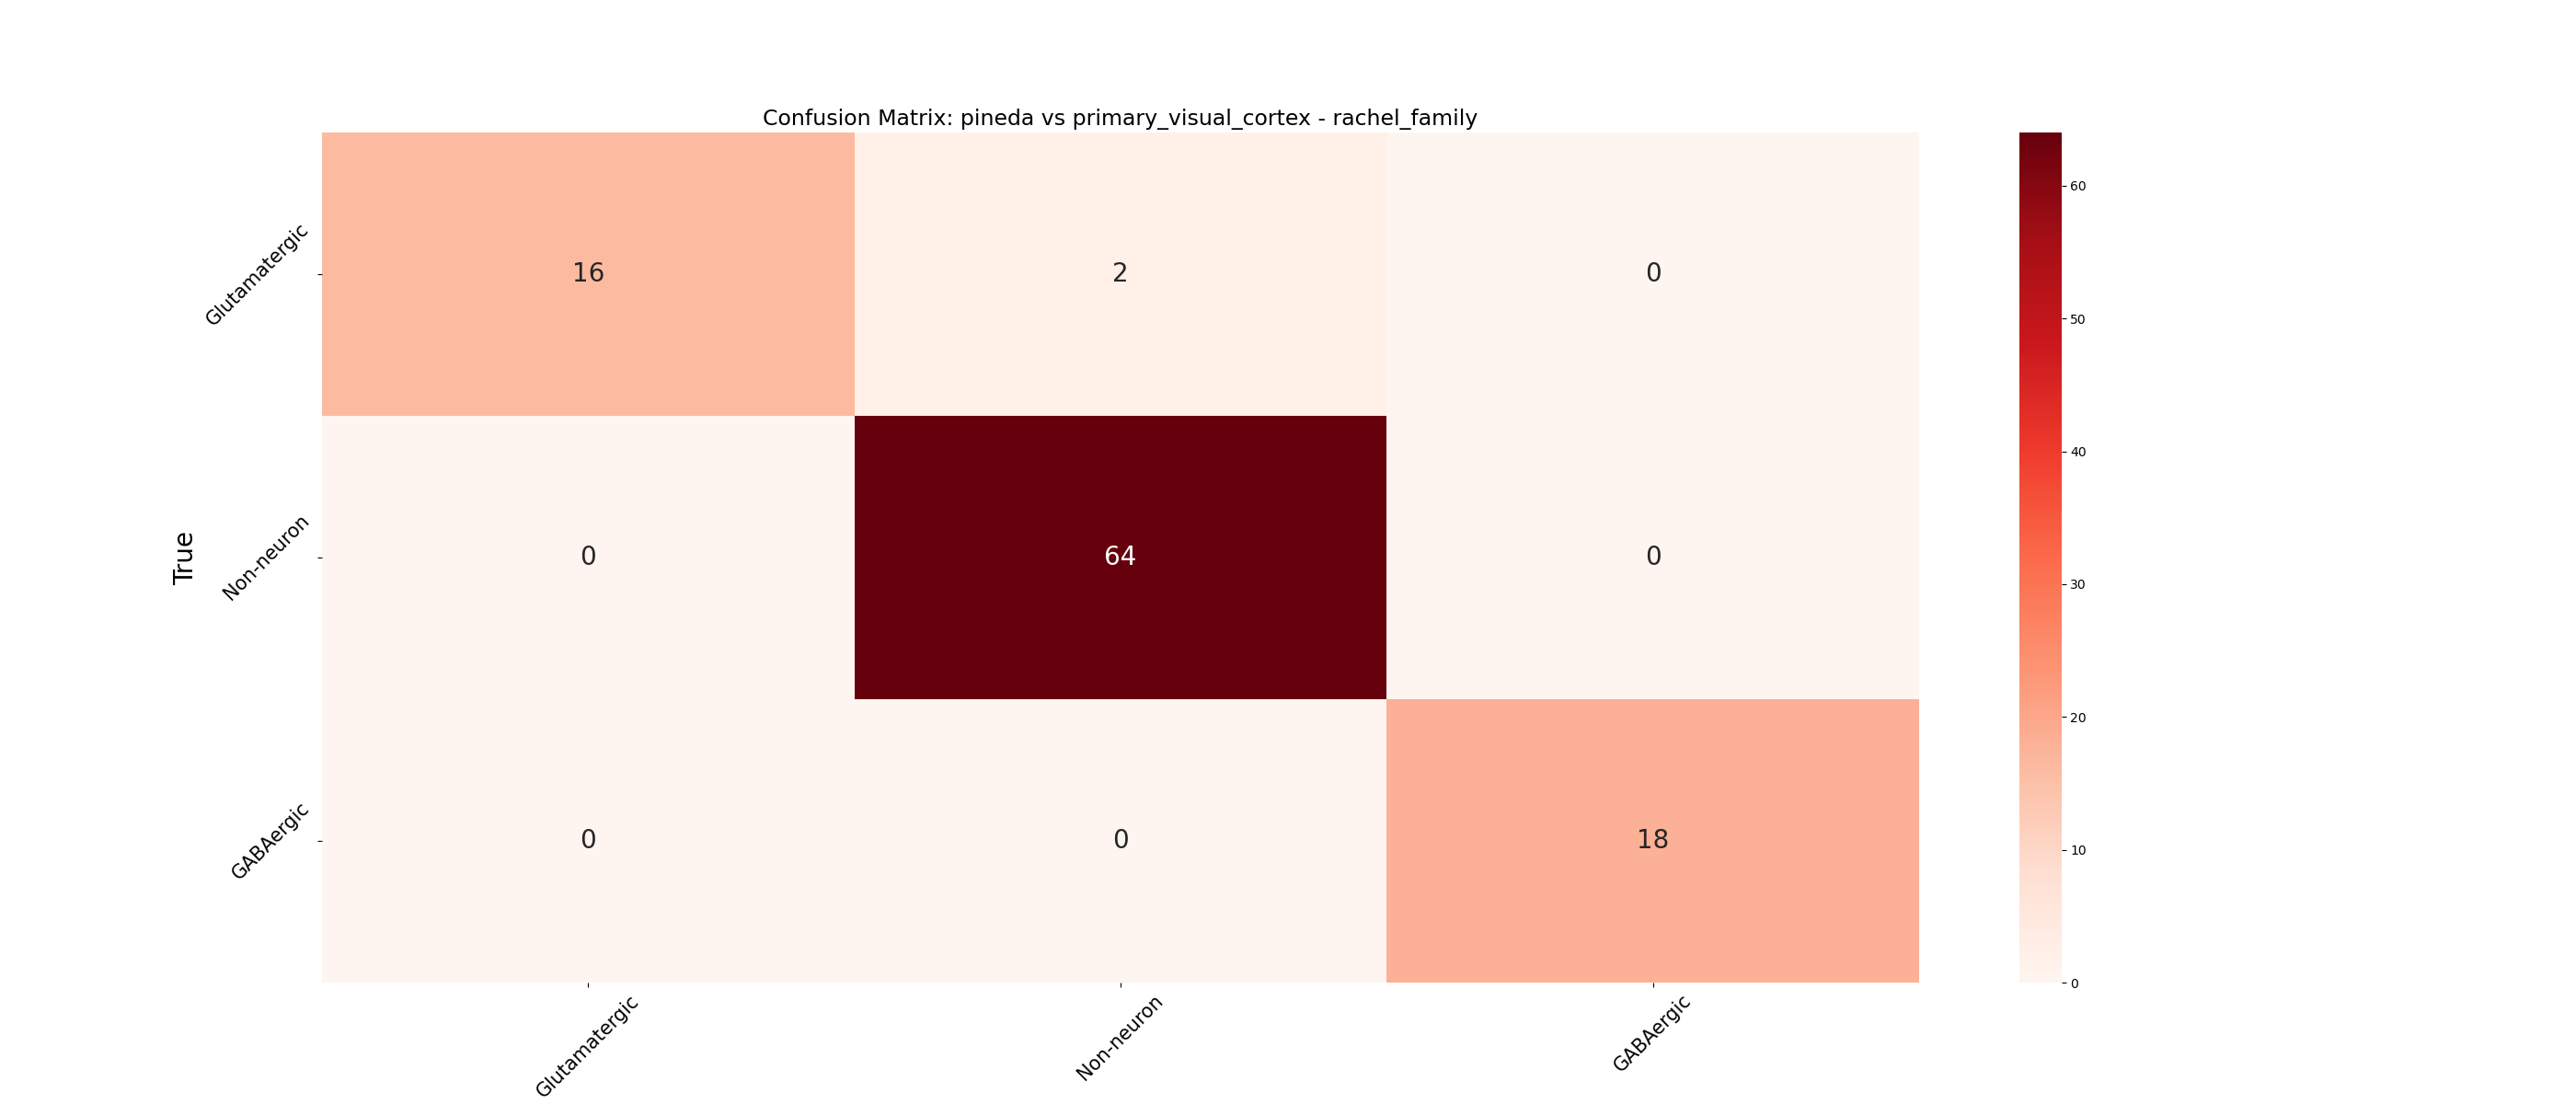 Confusion Matrix: pineda vs primary_visual_cortex - rachel_family
True
Glutamatergic
16
2
0
Non-neuron
0
64
0
GABAergic
0
0
18
Glutamatergic
Non-neuron
GABAergic
60
50
40
30
20
10
0